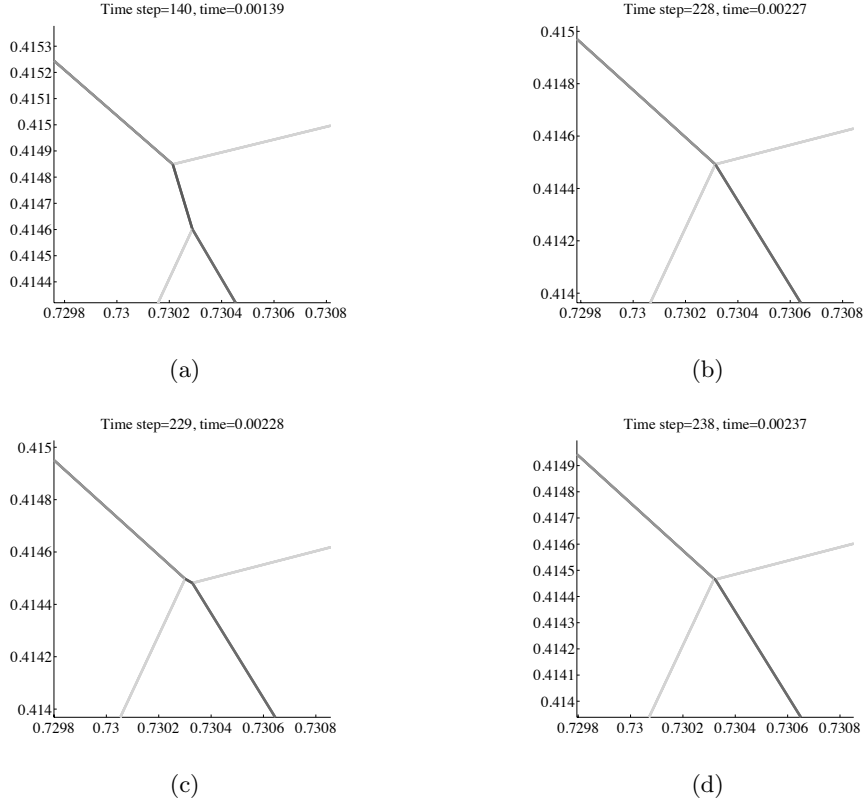 Time step=140, time=0.00139
0.4153
0.4152
0.4151
0.415
0.4149
0.4148
0.4147
0.4146
0.4145
0.4144
0.7298 0.73 0.7302 0.7304 0.7306 0.7308
(a)
Time step=228, time=0.00227
0.415
0.4148
0.4146
0.4144
0.4142
0.414
0.7298 0.73 0.7302 0.7304 0.7306 0.7308
(b)
Time step=229, time=0.00228
0.415
0.4148
0.4146
0.4144
0.4142
0.414
0.7298 0.73 0.7302 0.7304 0.7306 0.7308
(c)
Time step=238, time=0.00237
0.4149
0.4148
0.4147
0.4146
0.4145
0.4144
0.4143
0.4142
0.4141
0.414
0.7298 0.73 0.7302 0.7304 0.7306 0.7308
(d)